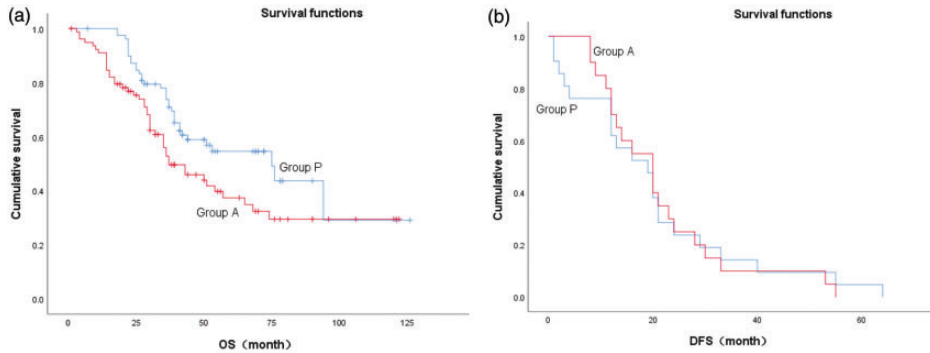 (a)
Survival functions
1.0
0.8
0.6
0.4
0.2
0.0
Cumulative survival
Group P
Group A
0
25
50
75
100
125
OS（month）
(b)
Survival functions
1.0
0.8
0.6
0.4
0.2
0.0
Cumulative survival
Group A
Group P
0
20
40
60
DFS（month）